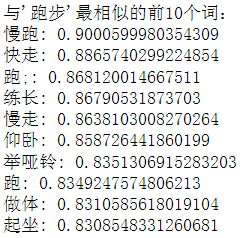 与'跑步'最相似的前10个词:
慢跑: 0.9000599980354309
快走: 0.8865740299224854
跑;: 0.868120014667511
练长: 0.86790531873703
慢走: 0.8638103008270264
仰卧: 0.858726441860199
举哑铃: 0.8351306915283203
跑: 0.8349247574806213
做体: 0.8310585618019104
起坐: 0.8308548331260681